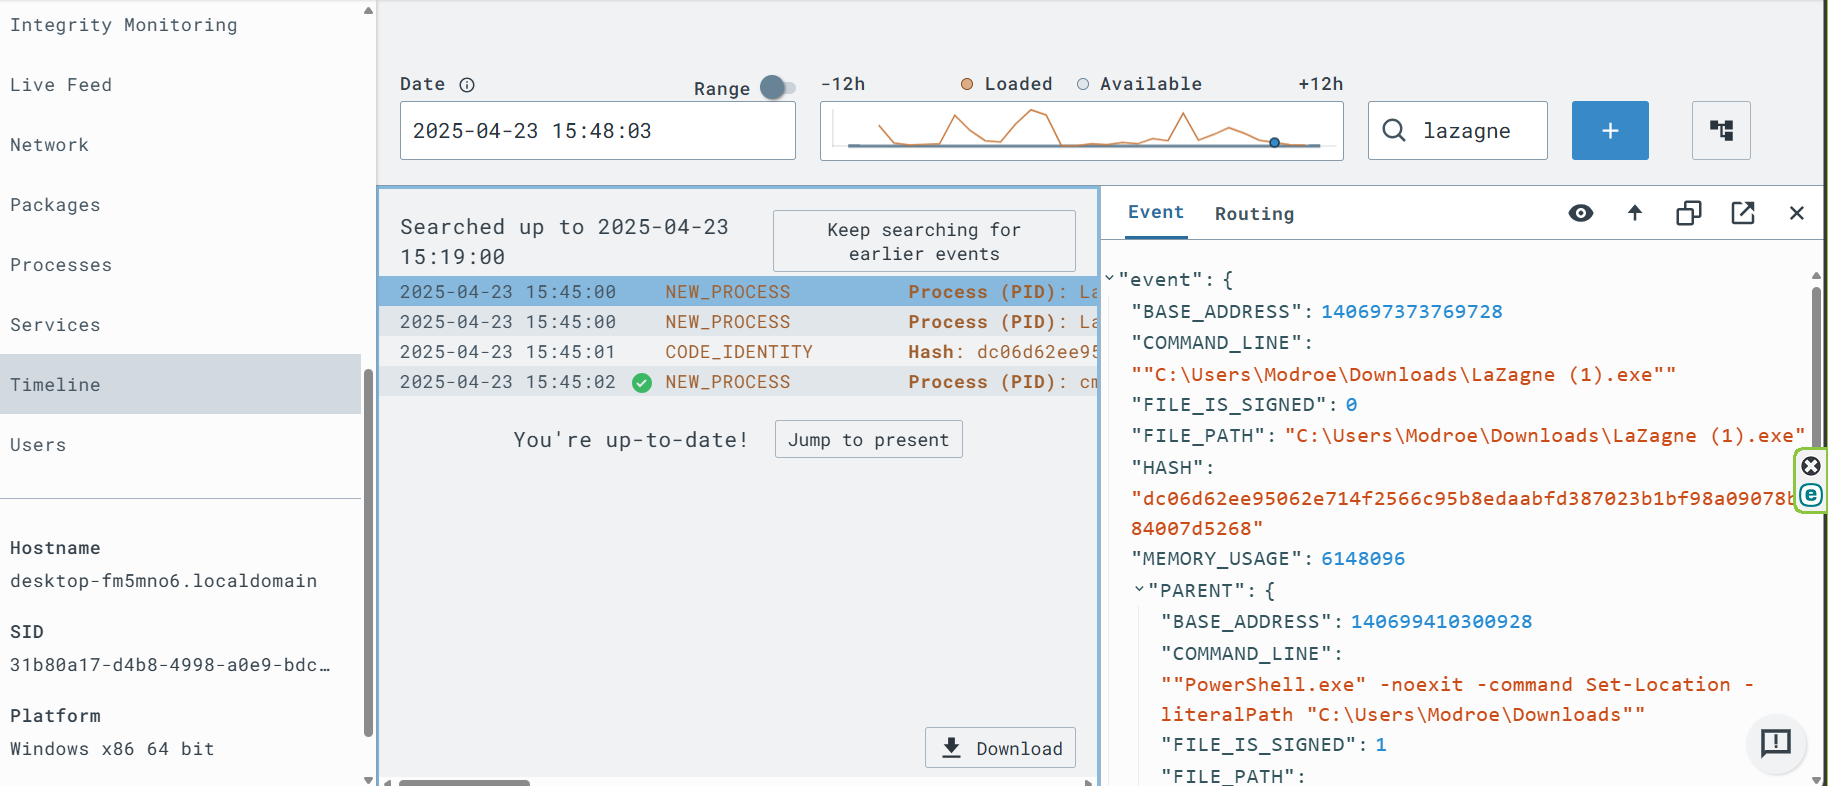 Integrity Monitoring
Live Feed
Network
Packages
Processes
Services
Timeline
Users
Hostname
desktop-fm5mno6.localdomain
SID
31b80a17-d4b8-4998-a0e9-bdc…
Platform
Windows x86 64 bit
Date
Range
2025-04-23 15:48:03
-12h
Loaded
Available
+12h
lazagne
+
Searched up to 2025-04-23
15:19:00
Keep searching for
earlier events
2025-04-23 15:45:00 NEW_PROCESS Process (PID): La
2025-04-23 15:45:00 NEW_PROCESS Process (PID): La
2025-04-23 15:45:01 CODE_IDENTITY Hash: dc06d62ee95
2025-04-23 15:45:02 NEW_PROCESS Process (PID): cm
You're up-to-date!
Jump to present
Download
Event
Routing
"event": {
"BASE_ADDRESS": 140697373769728
"COMMAND_LINE":
""C:\Users\Modroe\Downloads\LaZagne (1).exe""
"FILE_IS_SIGNED": 0
"FILE_PATH": "C:\Users\Modroe\Downloads\LaZagne (1).exe"
"HASH":
"dc06d62ee95062e714f2566c95b8edaabfd387023b1bf98a09078b
84007d5268"
"MEMORY_USAGE": 6148096
"PARENT": {
"BASE_ADDRESS": 140699410300928
"COMMAND_LINE":
""PowerShell.exe" -noexit -command Set-Location -
literalPath "C:\Users\Modroe\Downloads""
"FILE_IS_SIGNED": 1
"FILE_PATH":